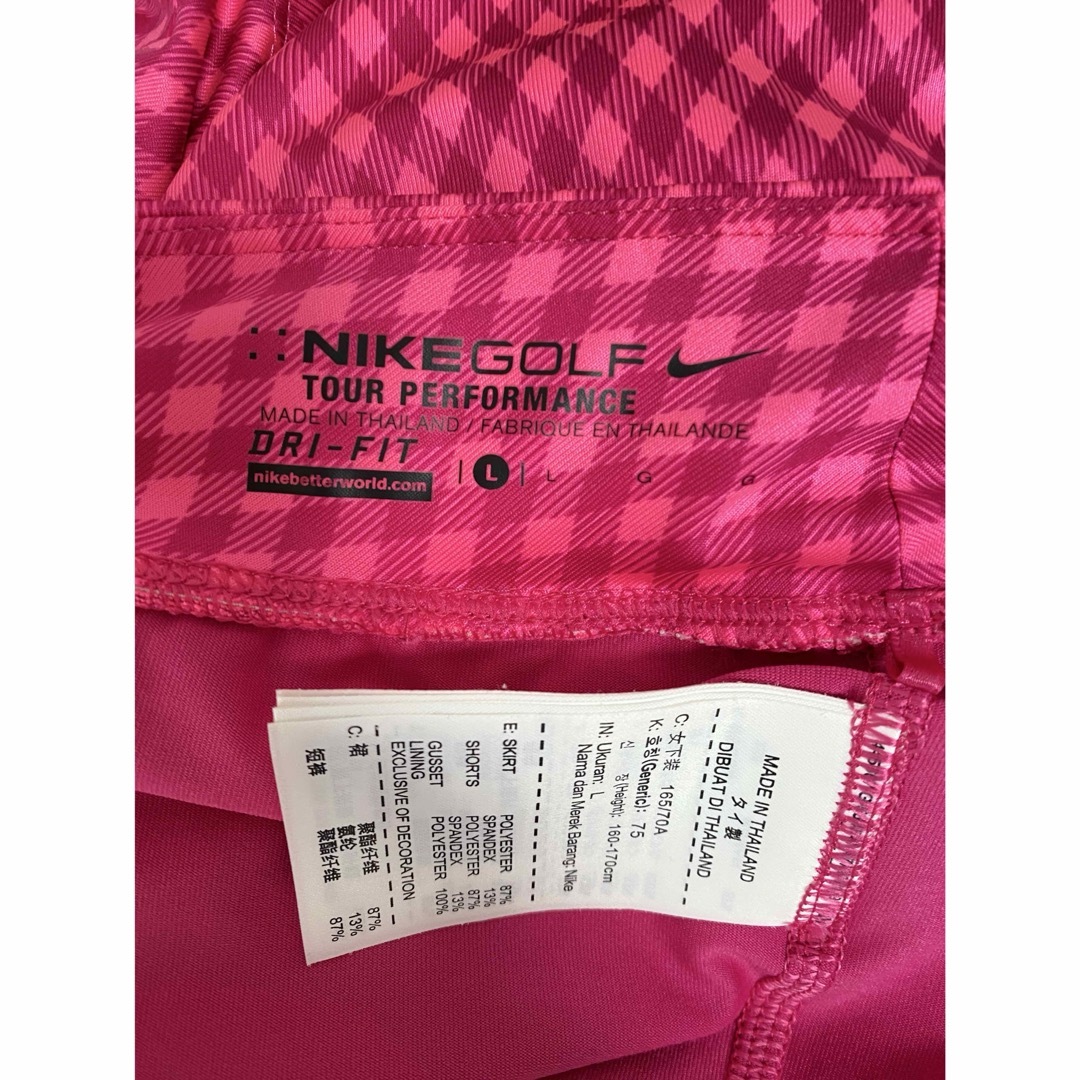 NIKEGOLF
TOUR PERFORMANCE
MADE IN THAILAND / FABRIQUE EN THAILANDE
DRI-FIT
nikebetterworld.com
| L | L G G
MADE IN THAILAND
タイ製
DIBUAT DI THAILAND
C: 女下装 165/70A
K: 호칭(Generic): 75
신 장(Height): 160-170cm
IN: Ukuran: L
Nama dan Merek Barang: Nike
E: SKIRT POLYESTER 87%
SPANDEX 13%
SHORTS POLYESTER 87%
SPANDEX 13%
GUSSET LINING POLYESTER 100%
EXCLUSIVE OF DECORATION
C: 裙 聚酯纤维 87%
氨纶 13%
短裤 聚酯纤维 87%